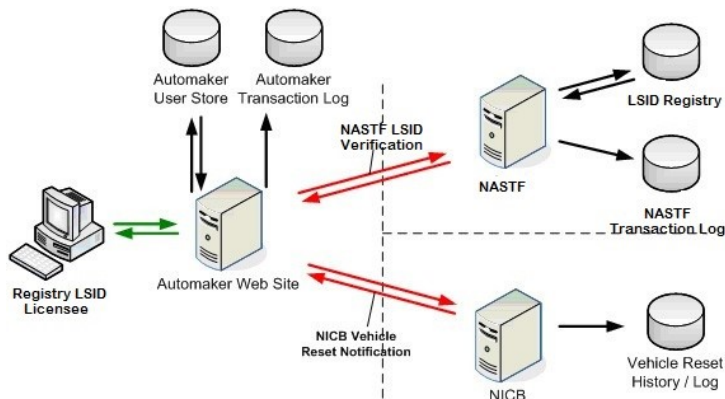 Automaker
User Store
Automaker
Transaction Log
NASTF LSID
Verification
NASTF
LSID Registry
NASTF
Transaction Log
Registry LSID
Licensee
Automaker Web Site
NICB Vehicle
Reset Notification
NICB
Vehicle Reset
History / Log